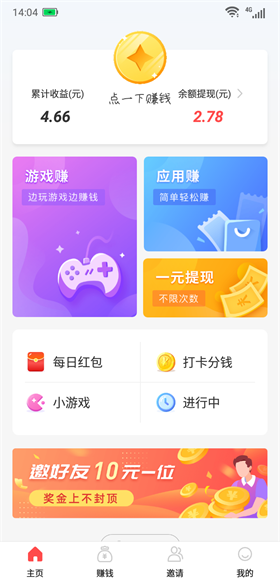 14:04
4G
累计收益(元)
4.66
点一下赚钱
余额提现(元)
2.78
游戏赚
边玩游戏边赚钱
应用赚
简单轻松赚
一元提现
不限次数
每日红包
打卡分钱
小游戏
进行中
邀好友10元一位
奖金上不封顶
主页
赚钱
邀请
我的